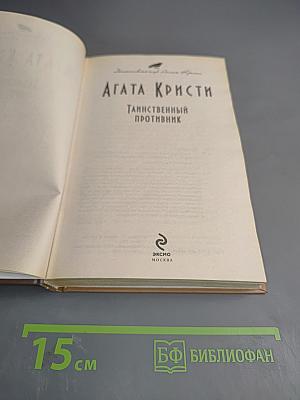 Агата Кристи
Таинственный
противник
эксмо
Москва
15 см
БФ БИБЛИОФАН